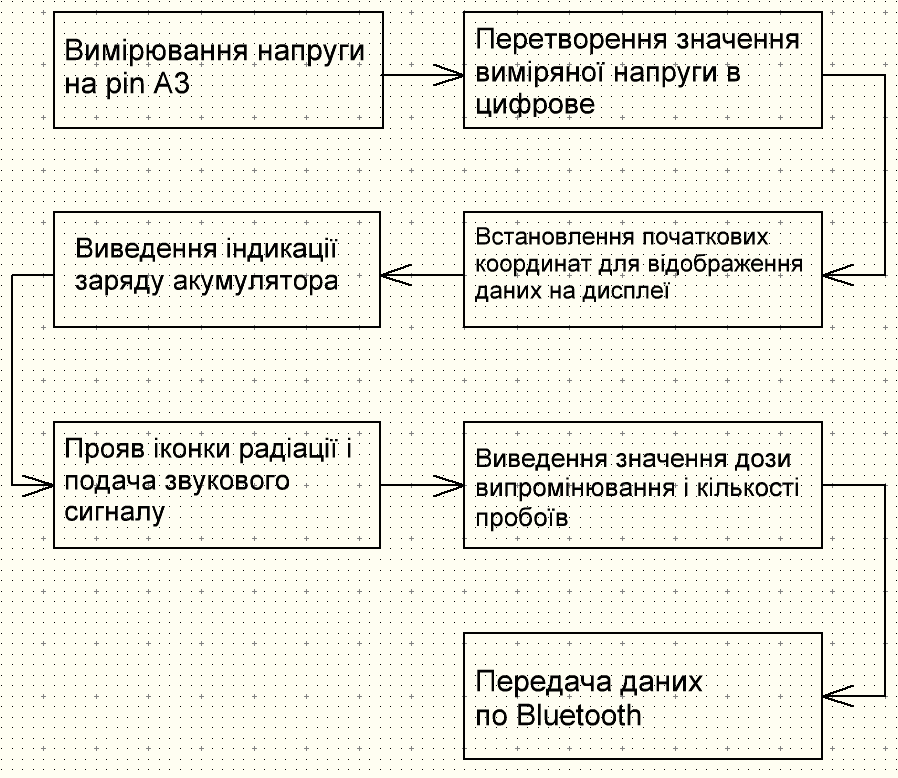 Вимірювання напруги
на pin A3
Перетворення значення
виміряної напруги в
цифрове
Встановлення початкових
координат для відображення
даних на дисплеї
Виведення індикації
заряду акумулятора
Прояв іконки радіації і
подача звукового
сигналу
Виведення значення дози
випромінювання і кількості
пробоїв
Передача даних
по Bluetooth